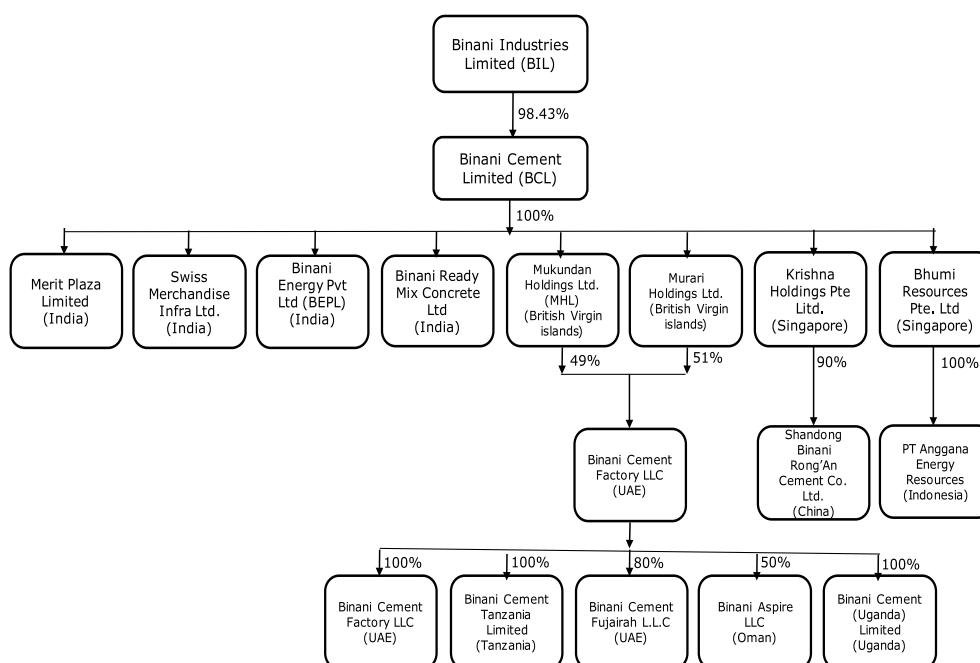 Binani Industries
Limited (BIL)
98.43%
Binani Cement
Limited (BCL)
100%
Merit Plaza
Limited
(India)
Swiss
Merchandise
Infra Ltd.
(India)
Binani
Energy Pvt
Ltd (BEPL)
(India)
Binani Ready
Mix Concrete
Ltd
(India)
Mukundan
Holdings Ltd.
(MHL)
(British Virgin
islands)
Murari
Holdings Ltd.
(British Virgin
islands)
Krishna
Holdings Pte
Litd.
(Singapore)
Bhumi
Resources
Pte. Ltd
(Singapore)
49%
51%
90%
100%
Binani Cement
Factory LLC
(UAE)
Shandong
Binani
Rong'An
Cement Co.
Ltd.
(China)
PT Anggana
Energy
Resources
(Indonesia)
100%
100%
80%
50%
100%
Binani Cement
Factory LLC
(UAE)
Binani Cement
Tanzania
Limited
(Tanzania)
Binani Cement
Fujairah L.L.C
(UAE)
Binani Aspire
LLC
(Oman)
Binani Cement
(Uganda)
Limited
(Uganda)